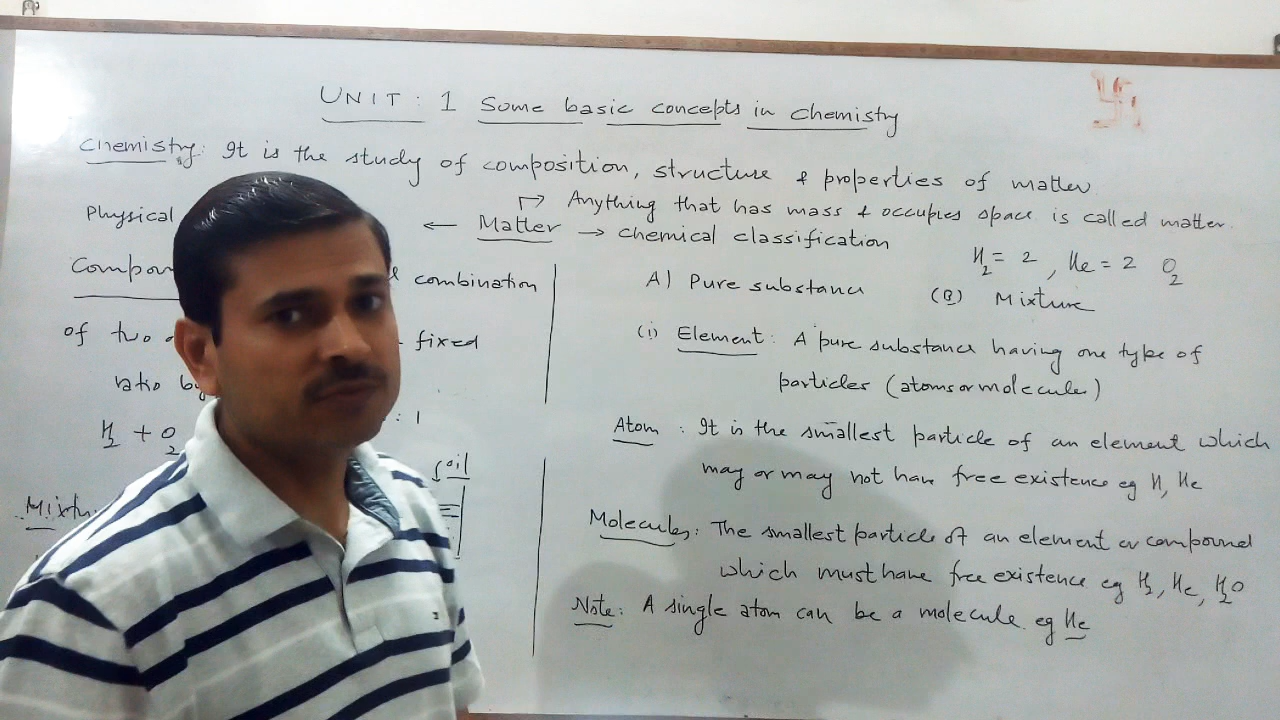 UNIT : 1 Some basic concepts in Chemistry
Chemistry: It is the study of composition, structure & properties of matter
Anything that has mass & occupies space is called matter.
Physical ← Matter → Chemical classification
H2 = 2, He = 2 O2
combination
of two
fixed
ratio by
: 1
H2 + O2
oil
A) Pure substance (B) Mixture
(i) Element: A pure substance having one type of
particles (atoms or molecule)
Atom : It is the smallest particle of an element which
may or may not have free existence eg H, He
Molecules: The smallest particle of an element or compound
which must have free existence eg H2, He, H2O
Note: A single atom can be a molecule eg He